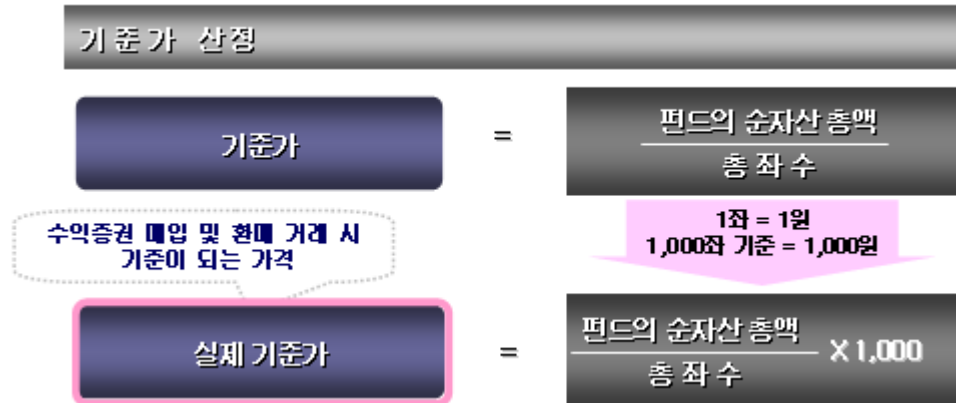 기준가 산정
기준가
=
펀드의 순자산 총액
총 좌 수
수익증권 매입 및 환매 거래 시
기준이 되는 가격
1좌 = 1원
1,000좌 기준 = 1,000원
실제 기준가
=
펀드의 순자산 총액
총 좌 수
X 1,000